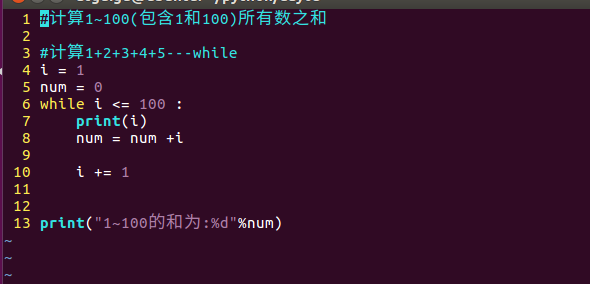 1 #计算1~100(包含1和100)所有数之和
2
3 #计算1+2+3+4+5---while
4 i = 1
5 num = 0
6 while i <= 100 :
7     print(i)
8     num = num +i
9
10     i += 1
11
12
13 print("1~100的和为:%d"%num)
~
~
~